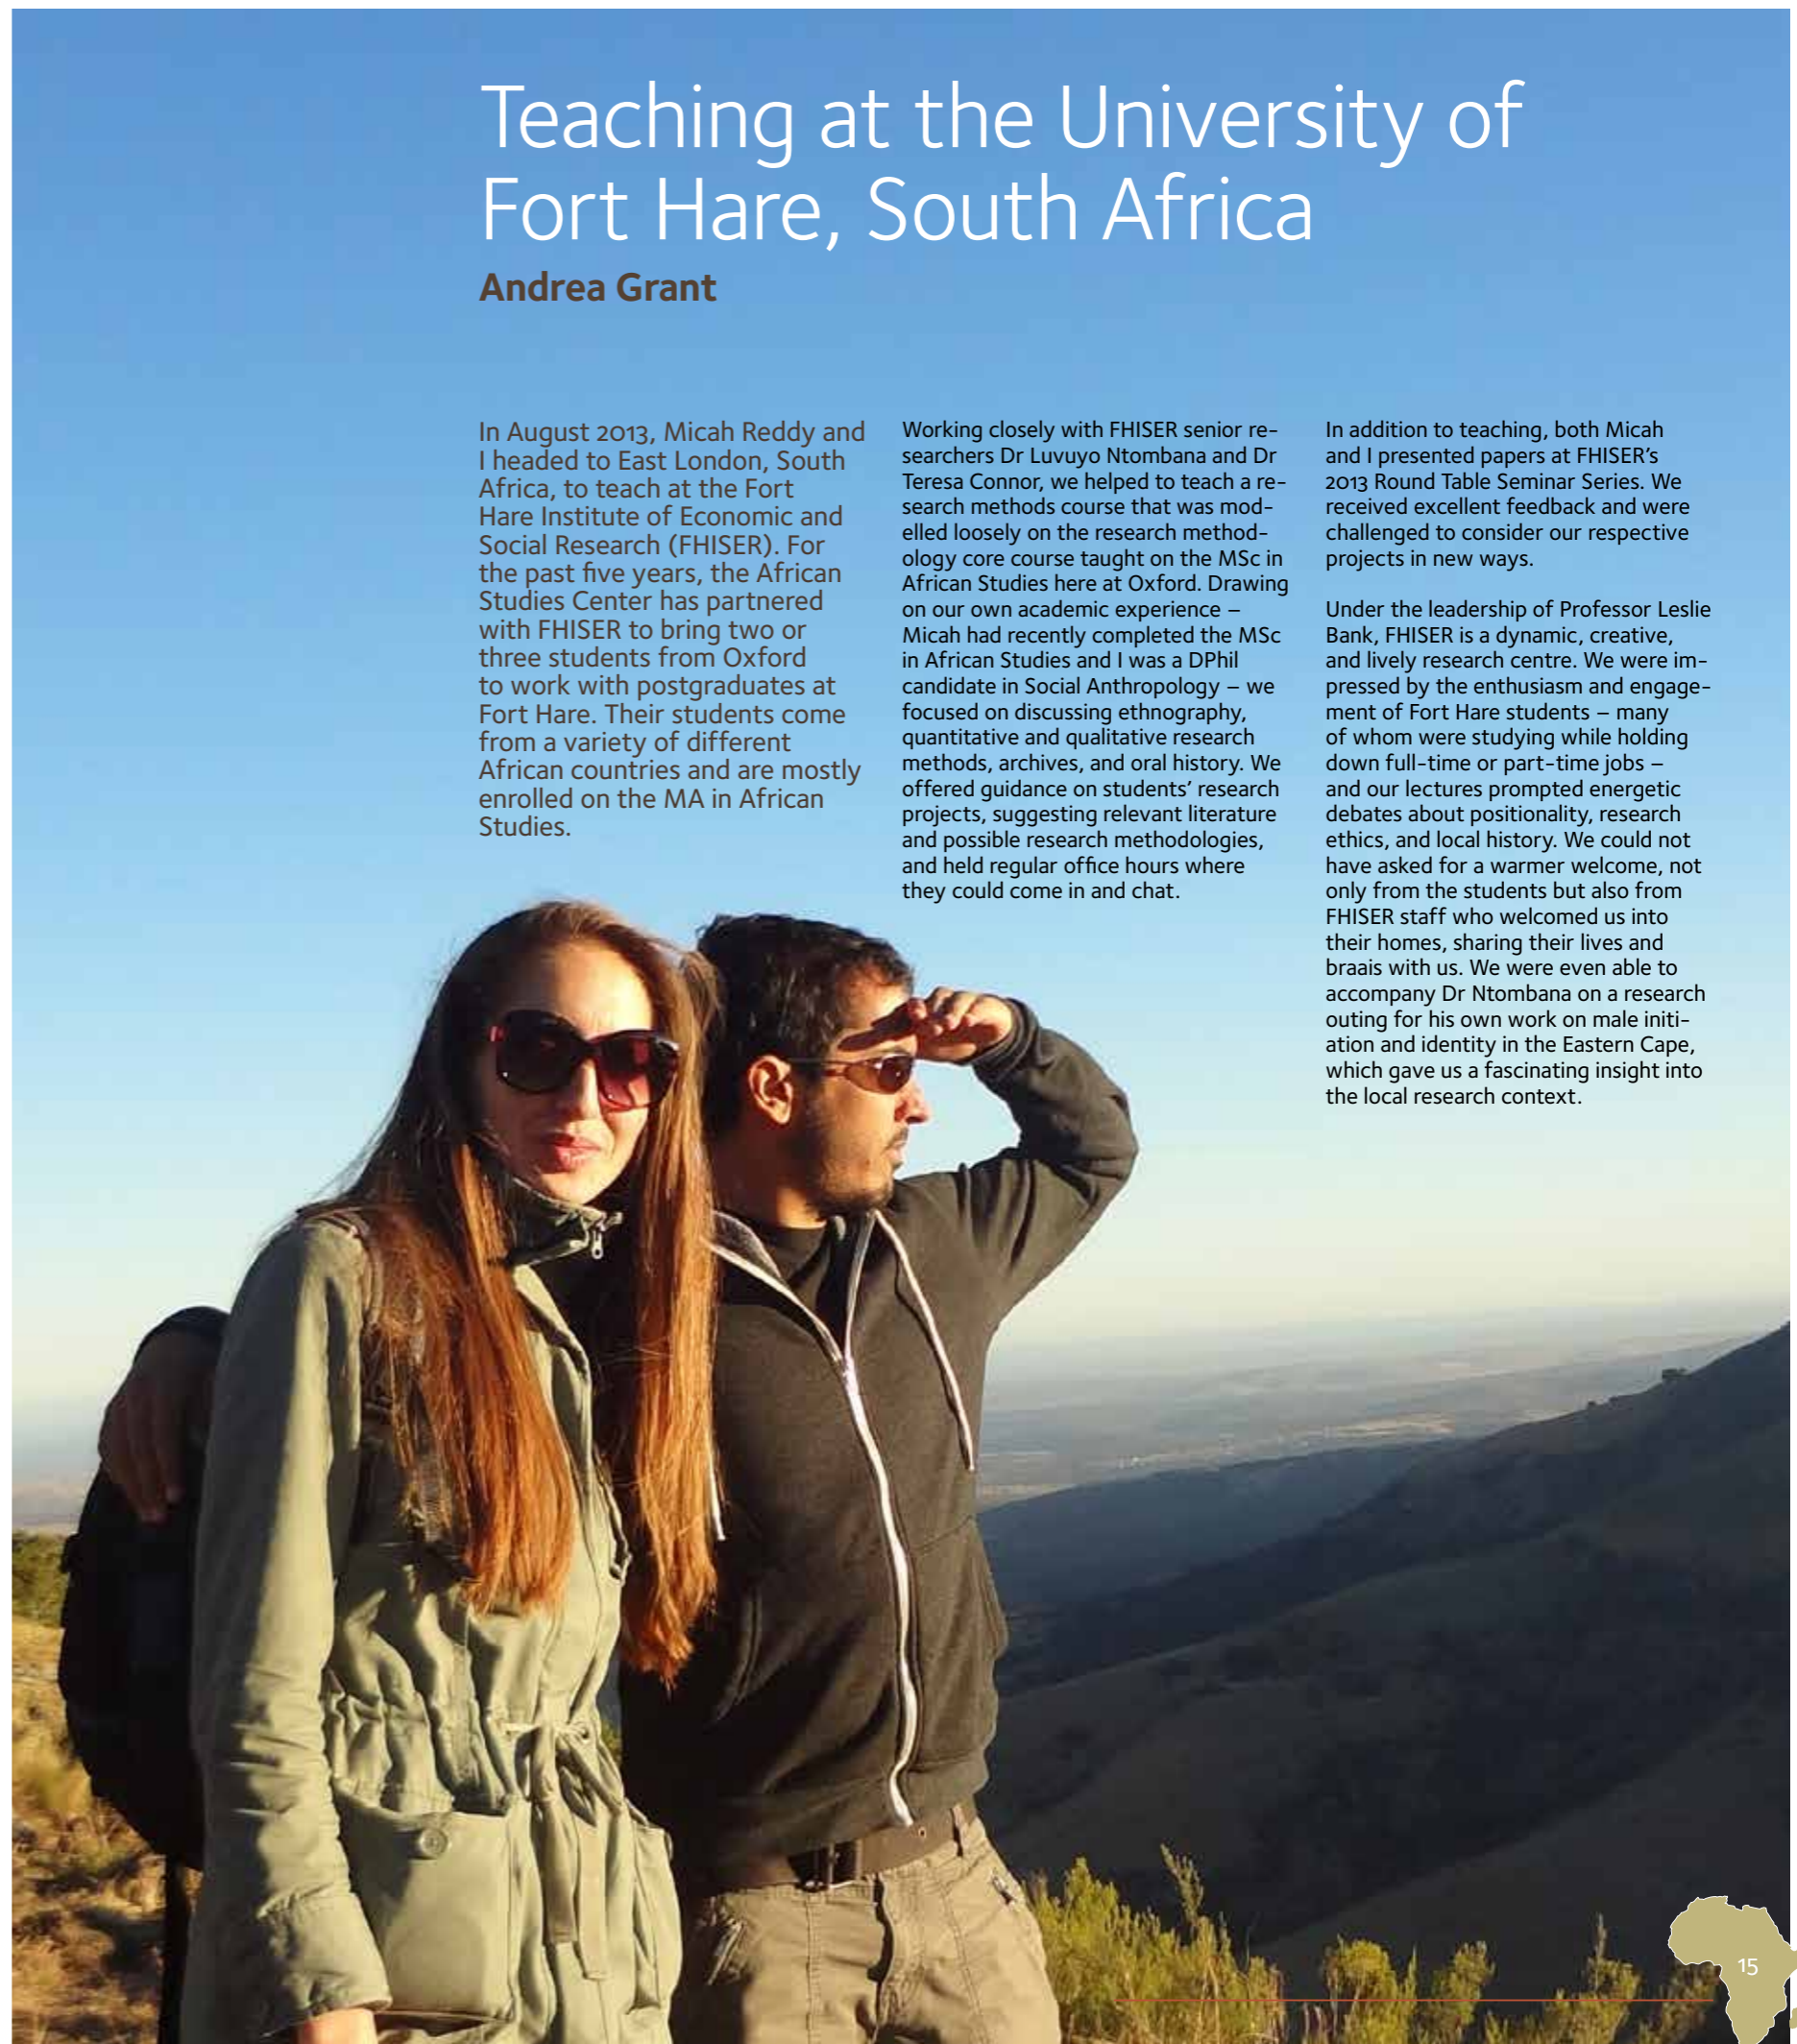 Teaching at the University of
Fort Hare, South Africa
Andrea Grant
In August 2013, Micah Reddy and
I headed to East London, South
Africa, to teach at the Fort
Hare Institute of Economic and
Social Research (FHISER). For
the past five years, the African
Studies Center has partnered
with FHISER to bring two or
three students from Oxford
to work with postgraduates at
Fort Hare. Their students come
from a variety of different
African countries and are mostly
enrolled on the MA in African
Studies.
Working closely with FHISER senior re-
searchers Dr Luvuyo Ntombana and Dr
Teresa Connor, we helped to teach a re-
search methods course that was mod-
elled loosely on the research method-
ology core course taught on the MSc in
African Studies here at Oxford. Drawing
on our own academic experience –
Micah had recently completed the MSc
in African Studies and I was a DPhil
candidate in Social Anthropology – we
focused on discussing ethnography,
quantitative and qualitative research
methods, archives, and oral history. We
offered guidance on students’ research
projects, suggesting relevant literature
and possible research methodologies,
and held regular office hours where
they could come in and chat.
In addition to teaching, both Micah
and I presented papers at FHISER’s
2013 Round Table Seminar Series. We
received excellent feedback and were
challenged to consider our respective
projects in new ways.
Under the leadership of Professor Leslie
Bank, FHISER is a dynamic, creative,
and lively research centre. We were im-
pressed by the enthusiasm and engage-
ment of Fort Hare students – many
of whom were studying while holding
down full-time or part-time jobs –
and our lectures prompted energetic
debates about positionality, research
ethics, and local history. We could not
have asked for a warmer welcome, not
only from the students but also from
FHISER staff who welcomed us into
their homes, sharing their lives and
braais with us. We were even able to
accompany Dr Ntombana on a research
outing for his own work on male initi-
ation and identity in the Eastern Cape,
which gave us a fascinating insight into
the local research context.
15